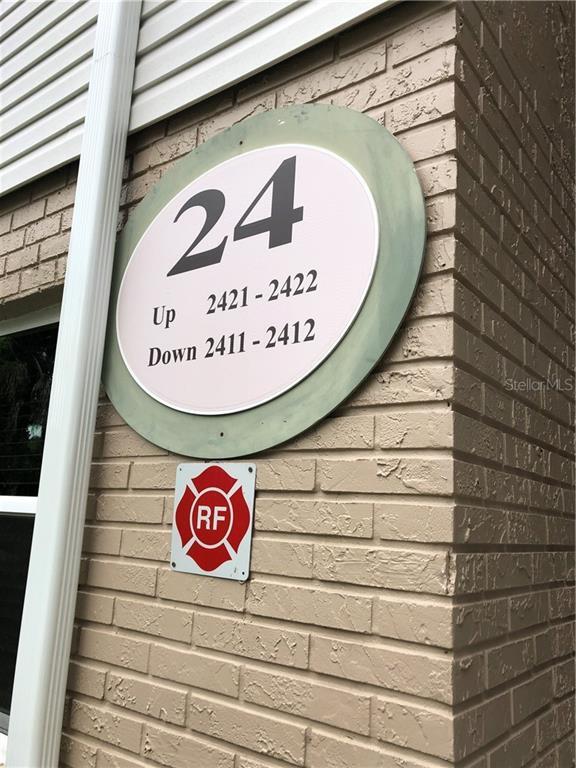 24
Up 2421 - 2422
Down 2411 - 2412
StellarMLS
RF